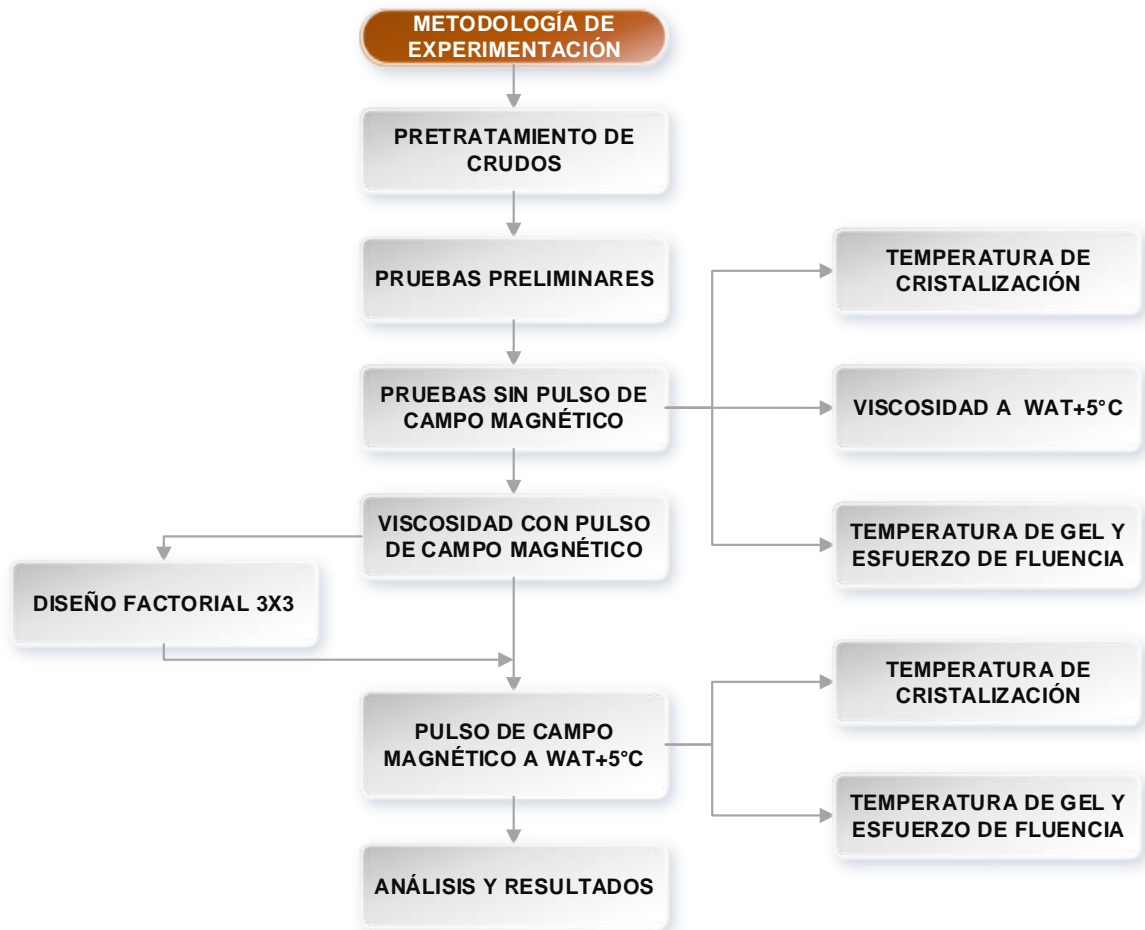 METODOLOGÍA DE
EXPERIMENTACIÓN
PRETRATAMIENTO DE
CRUDOS
PRUEBAS PRELIMINARES
PRUEBAS SIN PULSO DE
CAMPO MAGNÉTICO
TEMPERATURA DE
CRISTALIZACIÓN
VISCOSIDAD A WAT+5°C
TEMPERATURA DE GEL Y
ESFUERZO DE FLUENCIA
VISCOSIDAD CON PULSO
DE CAMPO MAGNÉTICO
DISEÑO FACTORIAL 3X3
PULSO DE CAMPO
MAGNÉTICO A WAT+5°C
TEMPERATURA DE
CRISTALIZACIÓN
TEMPERATURA DE GEL Y
ESFUERZO DE FLUENCIA
ANÁLISIS Y RESULTADOS